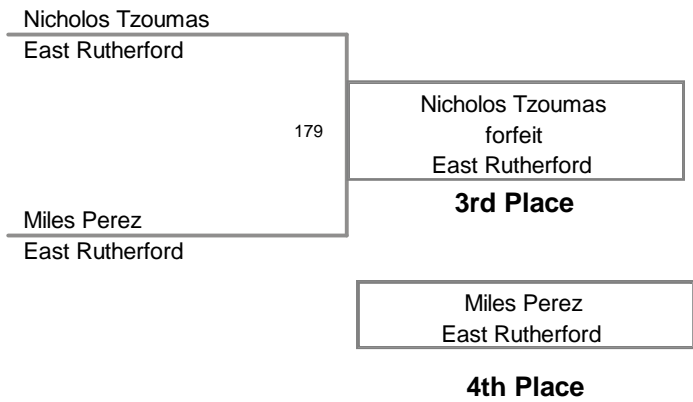 Nicholos Tzoumas
East Rutherford
179
Nicholos Tzoumas
forfeit
East Rutherford
3rd Place
Miles Perez
East Rutherford
Miles Perez
East Rutherford
4th Place